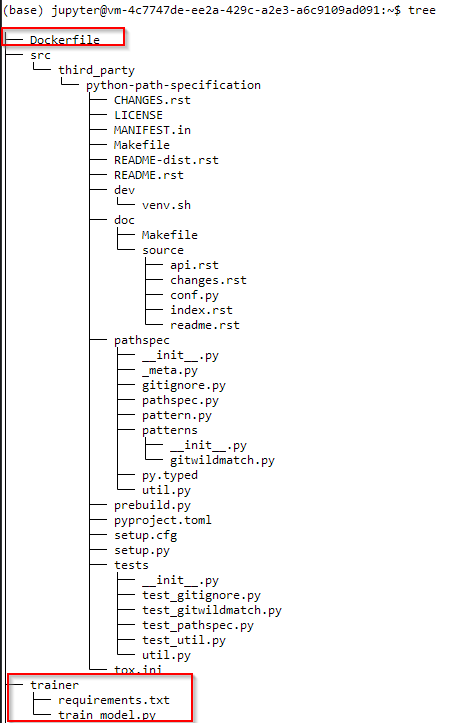 (base) jupyter@vm-4c7747de-ee2a-429c-a2e3-a6c9109ad091:~$ tree
├── Dockerfile
├── src
│   └── third_party
│       └── python-path-specification
│           ├── CHANGES.rst
│           ├── LICENSE
│           ├── MANIFEST.in
│           ├── Makefile
│           ├── README-dist.rst
│           ├── README.rst
│           ├── dev
│           │   └── venv.sh
│           ├── doc
│           │   ├── Makefile
│           │   └── source
│           │       ├── api.rst
│           │       ├── changes.rst
│           │       ├── conf.py
│           │       ├── index.rst
│           │       └── readme.rst
│           ├── pathspec
│           │   ├── __init__.py
│           │   ├── _meta.py
│           │   ├── gitignore.py
│           │   ├── pathspec.py
│           │   ├── pattern.py
│           │   ├── patterns
│           │   │   ├── __init__.py
│           │   │   └── gitwildmatch.py
│           │   ├── py.typed
│           │   └── util.py
│           ├── prebuild.py
│           ├── pyproject.toml
│           ├── setup.cfg
│           ├── setup.py
│           ├── tests
│           │   ├── __init__.py
│           │   ├── test_gitignore.py
│           │   ├── test_gitwildmatch.py
│           │   ├── test_pathspec.py
│           │   ├── test_util.py
│           │   └── util.py
│           └── tox.ini
├── trainer
│   ├── requirements.txt
│   └── train_model.py